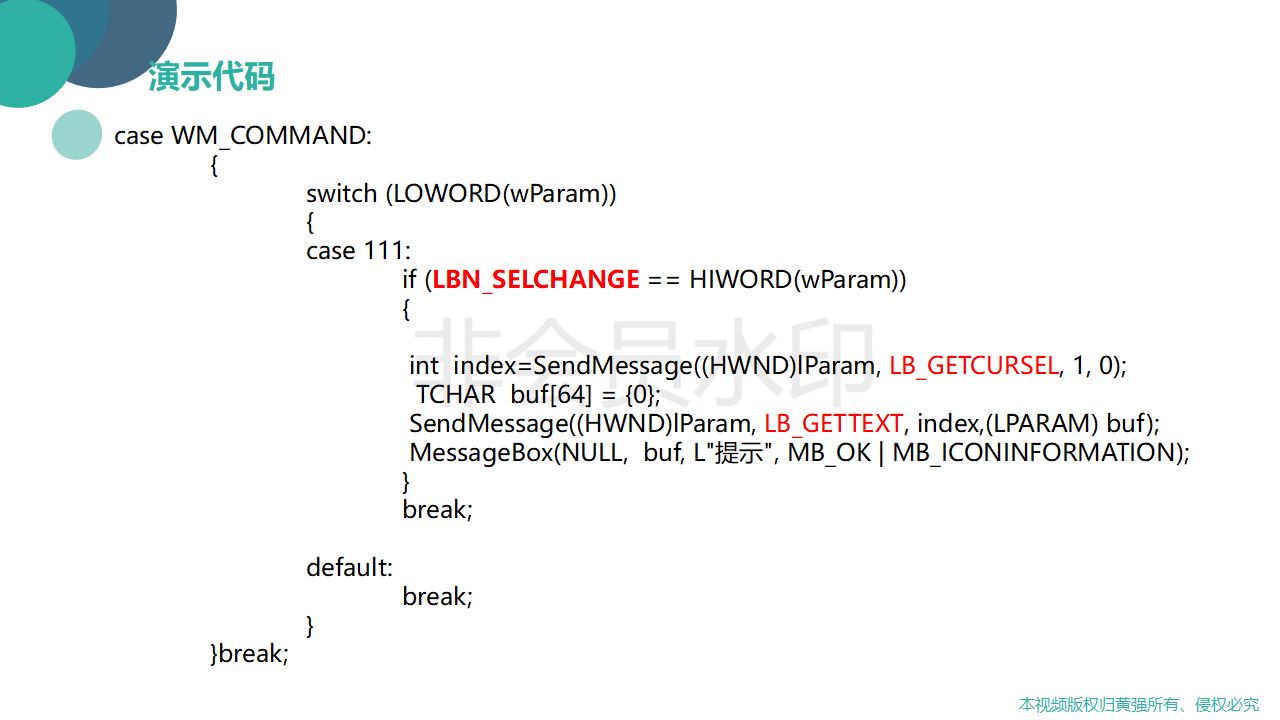 演示代码
case WM_COMMAND:
{
switch (LOWORD(wParam))
{
case 111:
if (LBN_SELCHANGE == HIWORD(wParam))
{
非会员水印
int  index=SendMessage((HWND)lParam, LB_GETCURSEL, 1, 0);
TCHAR  buf[64] = {0};
SendMessage((HWND)lParam, LB_GETTEXT, index,(LPARAM) buf);
MessageBox(NULL,  buf, L"提示", MB_OK | MB_ICONINFORMATION);
}
break;
default:
break;
}
}break;
本视频版权归黄强所有、侵权必究